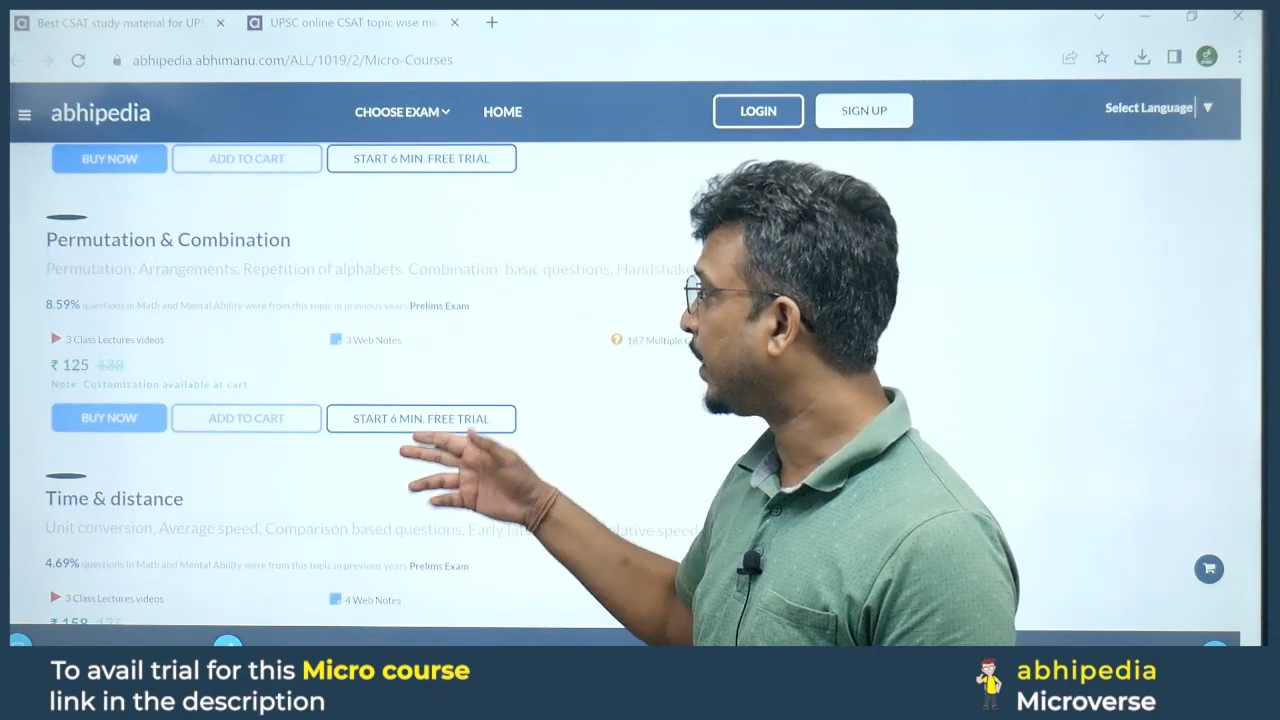 Best CSAT study material for UPS
UPSC online CSAT topic wise mi
abhipedia.abhimanu.com/ALL/1019/2/Micro-Courses
abhipedia
CHOOSE EXAM
HOME
LOGIN
SIGN UP
Select Language
BUY NOW
ADD TO CART
START 6 MIN. FREE TRIAL
Permutation & Combination
Permutation: Arrangements, Repetition of alphabets, Combination: basic questions, Handshake
8.59% questions in Math and Mental Ability were from this topic in previous years Prelims Exam
3 Class Lectures videos
3 Web Notes
187 Multiple
₹ 125 138
Note: Customization available at cart
BUY NOW
ADD TO CART
START 6 MIN. FREE TRIAL
Time & distance
Unit conversion, Average speed, Comparison based questions, Early speed
4.69% questions in Math and Mental Ability were from this topic in previous years Prelims Exam
3 Class Lectures videos
4 Web Notes
₹ 158 175
To avail trial for this Micro course
link in the description
abhipedia
Microverse